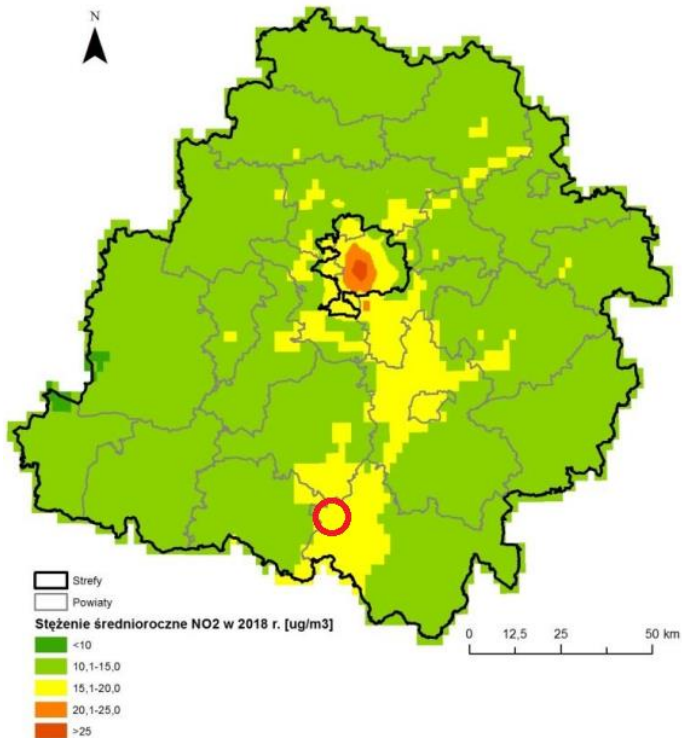 N
Strefy
Powiaty
Stężenie średnioroczne NO2 w 2018 r. [ug/m3]
<10
10,1-15,0
15,1-20,0
20,1-25,0
>25
0 12,5 25 50 km